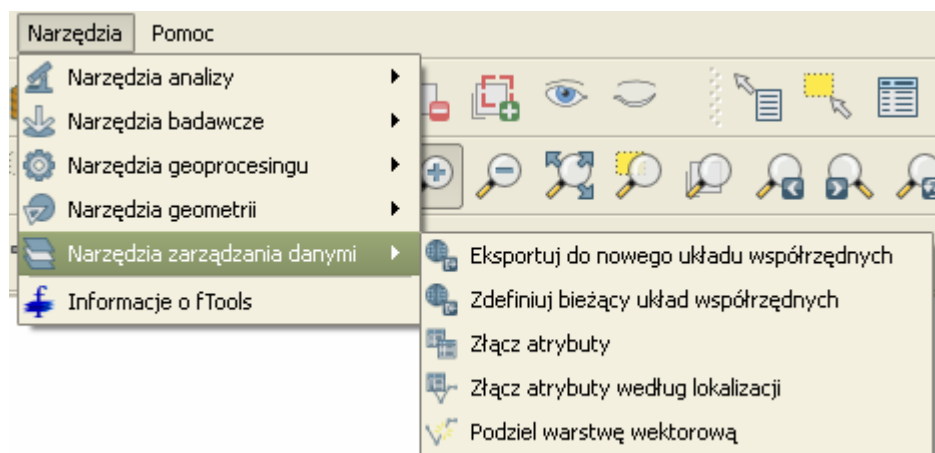 Narzędzia Pomoc
Narzędzia analizy
Narzędzia badawcze
Narzędzia geoprocesingu
Narzędzia geometrii
Narzędzia zarządzania danymi
Informacje o fTools
Eksportuj do nowego układu współrzędnych
Zdefiniuj bieżący układ współrzędnych
Złącz atrybuty
Złącz atrybuty według lokalizacji
Podziel warstwę wektorową